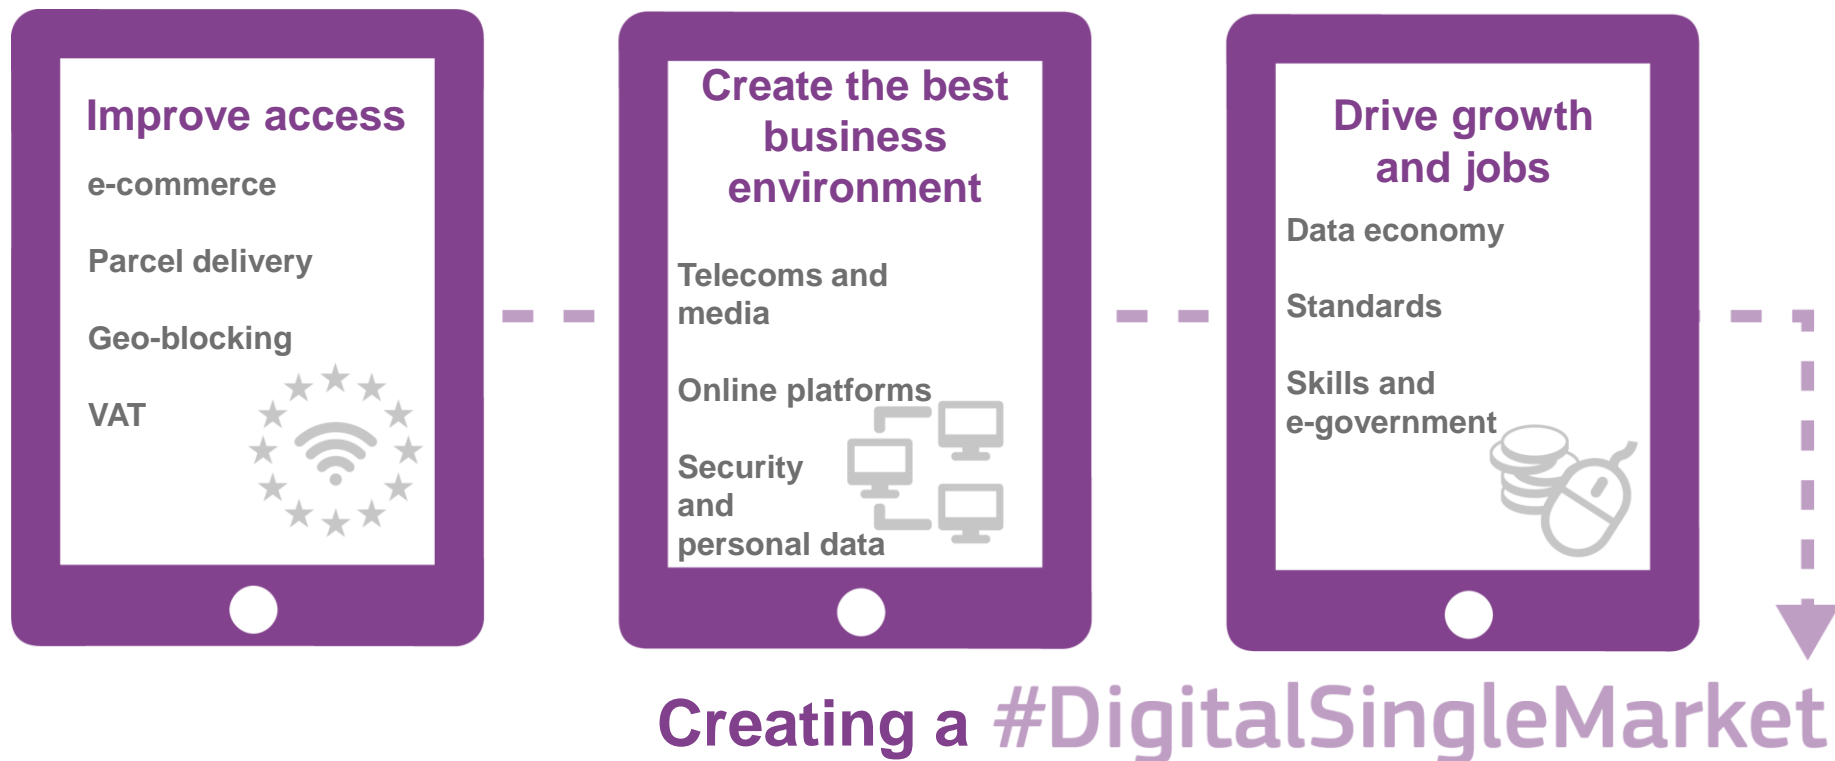 Improve access
e-commerce
Parcel delivery
Geo-blocking
VAT
Create the best
business
environment
Telecoms and
media
Online platforms
Security
and
personal data
Drive growth
and jobs
Data economy
Standards
Skills and
e-government
Creating a #DigitalSingleMarket